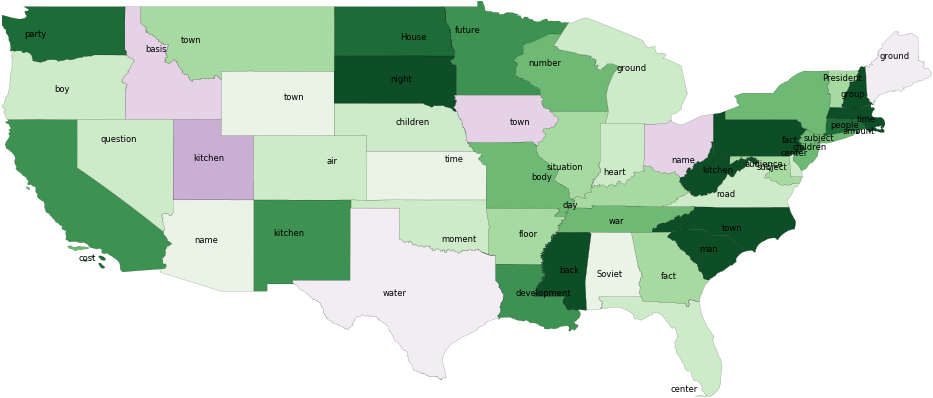 party
basis
town
House
future
boy
town
night
number
ground
ground
President
group
time
people
amount
question
children
town
fact
subject
children
center
kitchen
air
time
situation
heart
name
audience
subject
kitchen
body
road
name
kitchen
moment
floor
day
war
town
man
cost
water
development
back
Soviet
fact
center